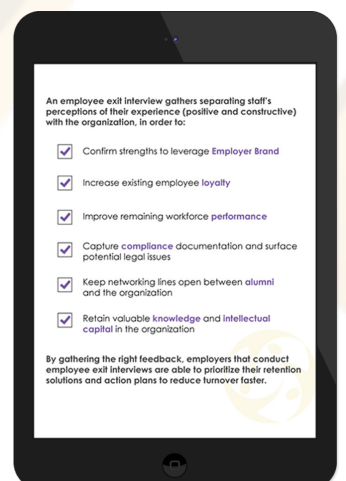 An employee exit interview gathers separating staff's
perceptions of their experience (positive and constructive)
with the organization, in order to:
Confirm strengths to leverage Employer Brand
Increase existing employee loyalty
Improve remaining workforce performance
Capture compliance documentation and surface
potential legal issues
Keep networking lines open between alumni
and the organization
Retain valuable knowledge and intellectual
capital in the organization
By gathering the right feedback, employers that conduct
employee exit interviews are able to prioritize their retention
solutions and action plans to reduce turnover faster.